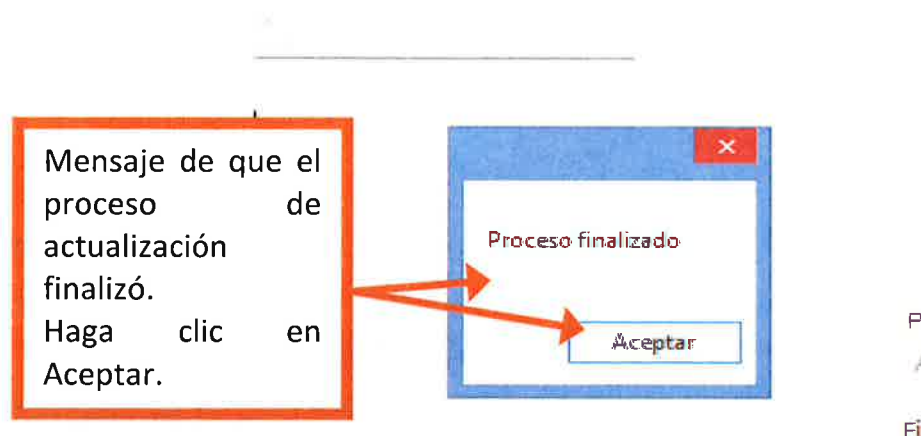 Mensaje de que el
proceso de
actualización
finalizó.
Haga clic en
Aceptar.
Proceso finalizado
Aceptar